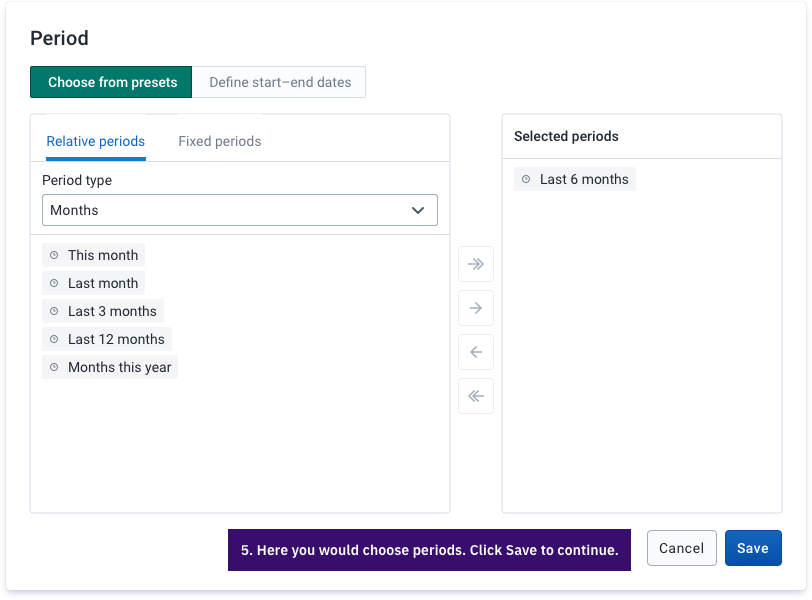 Period
Choose from presets
Define start–end dates
Relative periods
Fixed periods
Period type
Months
This month
Last month
Last 3 months
Last 12 months
Months this year
Selected periods
Last 6 months
5. Here you would choose periods. Click Save to continue.
Cancel
Save